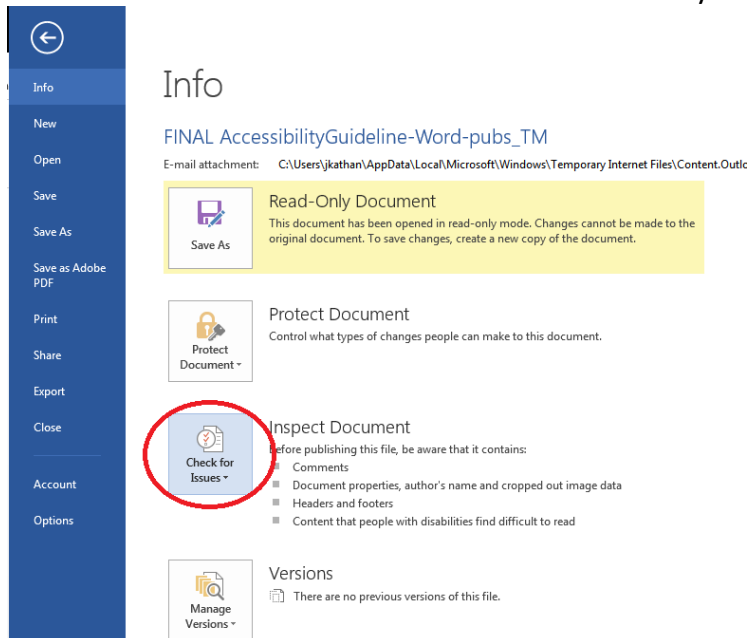 Info
New
Open
Save
Save As
Save as Adobe
PDF
Print
Share
Export
Close
Account
Options
Info
FINAL AccessibilityGuideline-Word-pubs_TM
E-mail attachment: C:\Users\jkathan\AppData\Local\Microsoft\Windows\Temporary Internet Files\Content.Outlo
Save As
Read-Only Document
This document has been opened in read-only mode. Changes cannot be made to the
original document. To save changes, create a new copy of the document.
Protect
Document
Protect Document
Control what types of changes people can make to this document.
Check for
Issues
Inspect Document
Before publishing this file, be aware that it contains:
Comments
Document properties, author's name and cropped out image data
Headers and footers
Content that people with disabilities find difficult to read
Manage
Versions
Versions
There are no previous versions of this file.